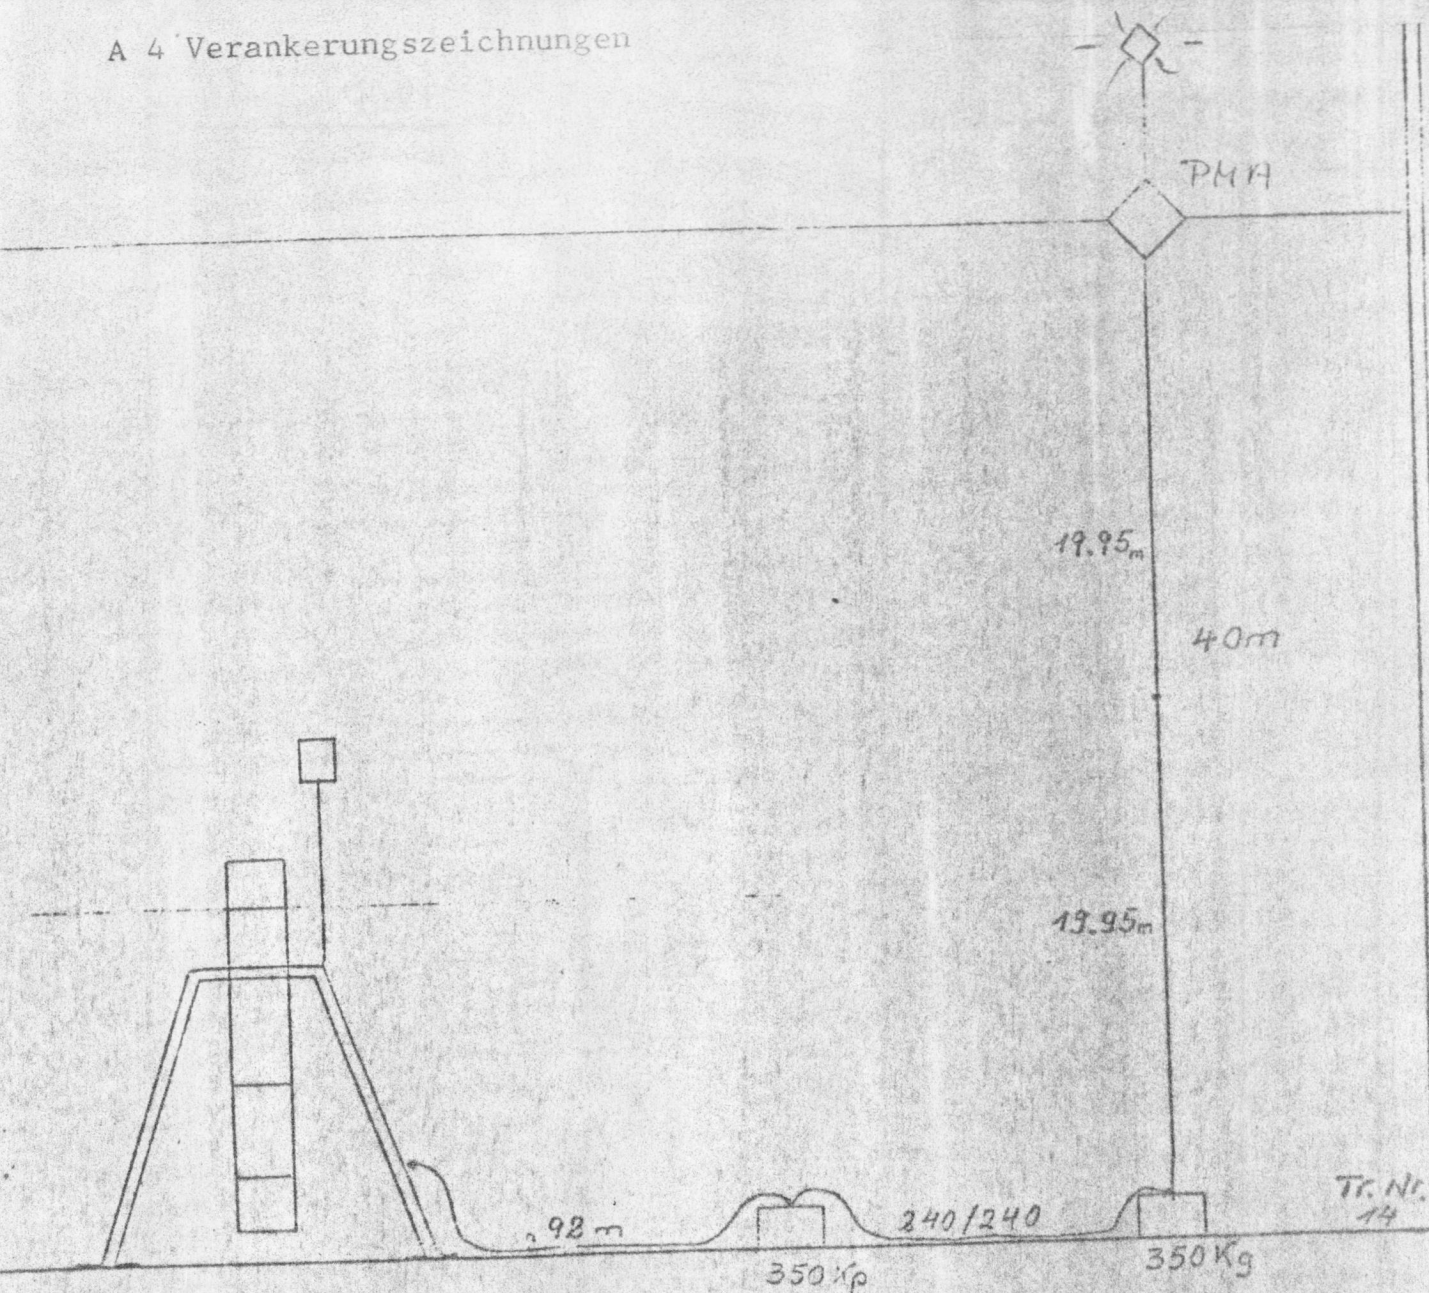 A 4 Verankerungszeichnungen
PMA
19.95m
40m
19.95m
Tr. Nr.
14
92 m
240/240
350 Kp
350 Kg